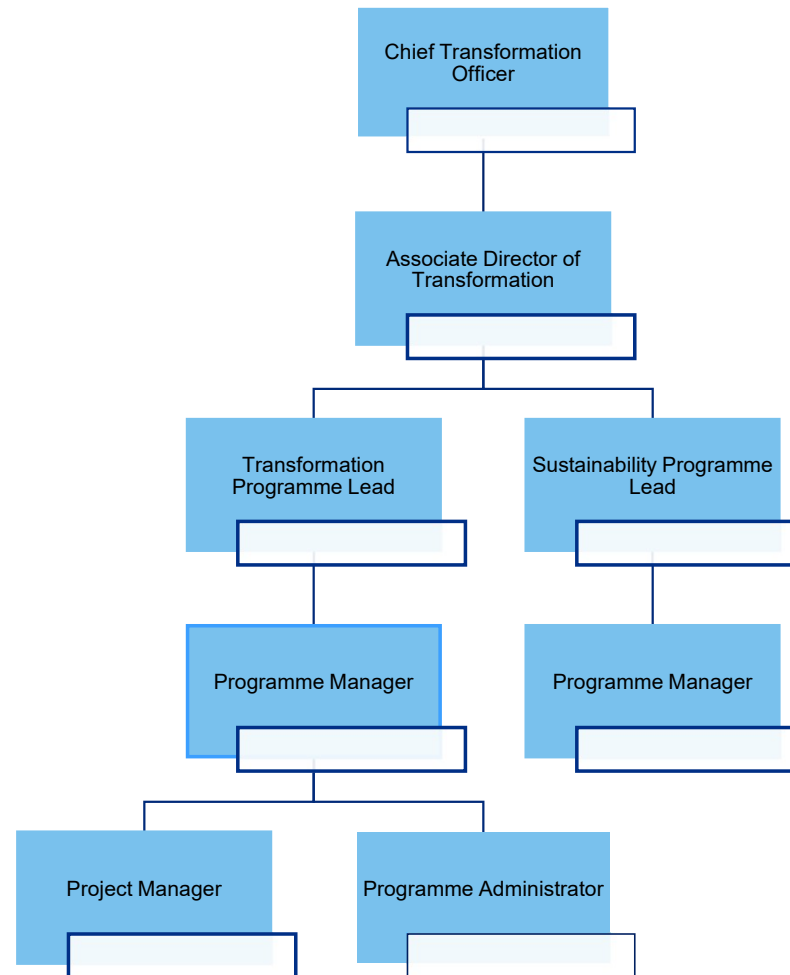 Chief Transformation
Officer
Associate Director of
Transformation
Transformation
Programme Lead
Sustainability Programme
Lead
Programme Manager
Programme Manager
Project Manager
Programme Administrator